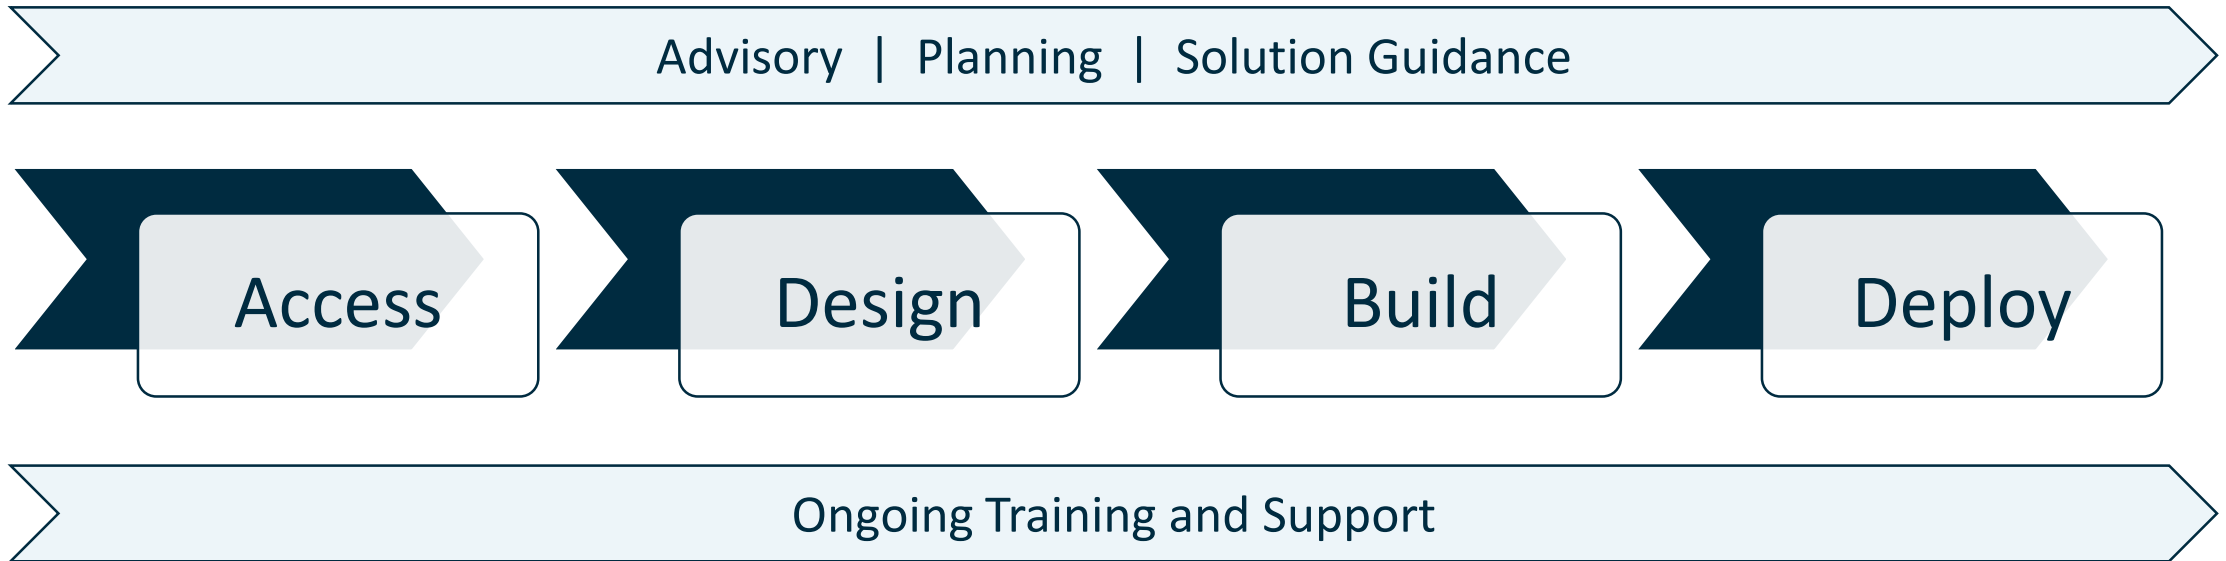 Advisory | Planning | Solution Guidance
Access
Design
Build
Deploy
Ongoing Training and Support